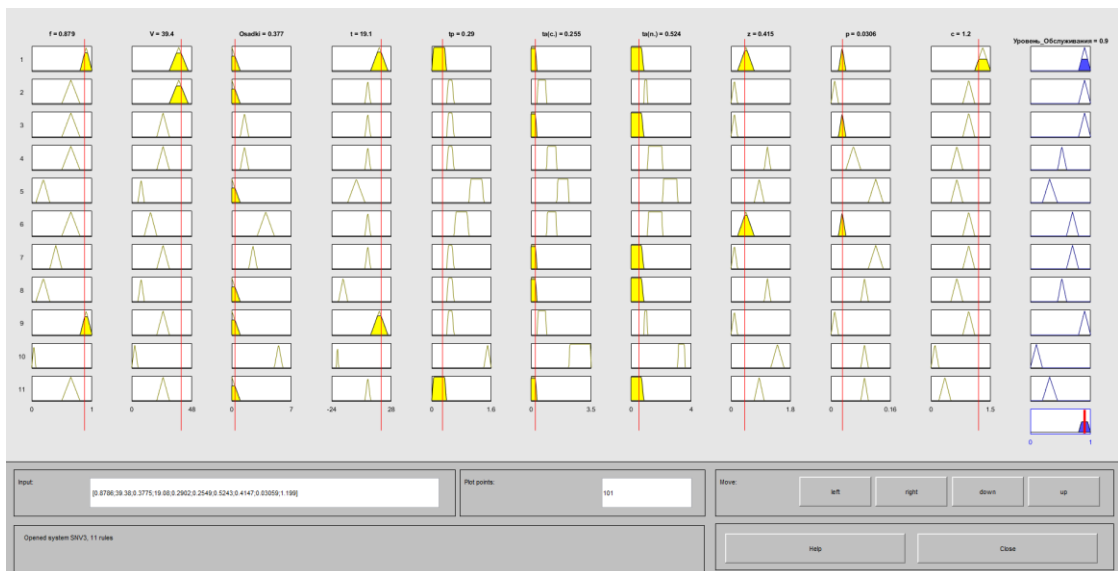 f = 0.879 V = 39.4 Osadki = 0.377 t = 19.1 tp = 0.29 ta(c.) = 0.255 ta(n.) = 0.524 z = 0.415 p = 0.0306 c = 1.2 Уровень_Обслуживания = 0.9
1
2
3
4
5
6
7
8
9
10
11
0 1 0 48 0 7 -24 28 0 1.6 0 3.5 0 4 0 1.8 0 0.16 0 1.5
0 1
Input: Plot points: Move:
[0.8786;39.38;0.3775;19.08;0.2902;0.2549;0.5243;0.4147;0.03059;1.199] 101 left right down up
Opened system SNV3, 11 rules
Help Close